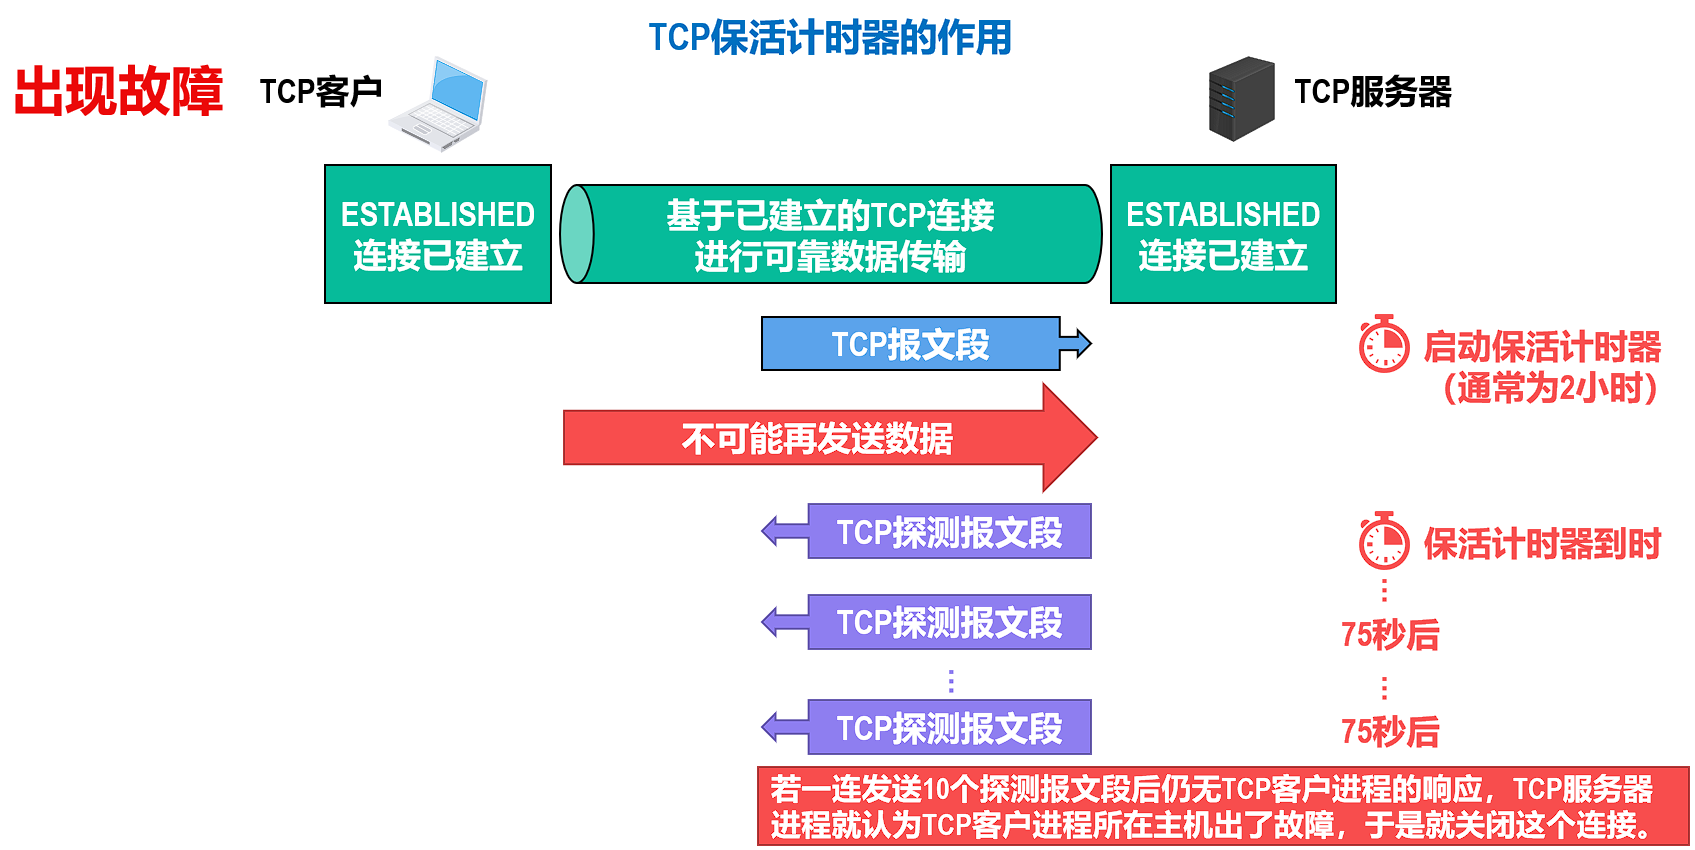 TCP保活计时器的作用
出现故障
TCP客户
TCP服务器
ESTABLISHED
连接已建立
基于已建立的TCP连接
进行可靠数据传输
ESTABLISHED
连接已建立
TCP报文段
启动保活计时器
（通常为2小时）
不可能再发送数据
TCP探测报文段
保活计时器到时
TCP探测报文段
75秒后
TCP探测报文段
75秒后
若一连发送10个探测报文段后仍无TCP客户进程的响应，TCP服务器
进程就认为TCP客户进程所在主机出了故障，于是就关闭这个连接。